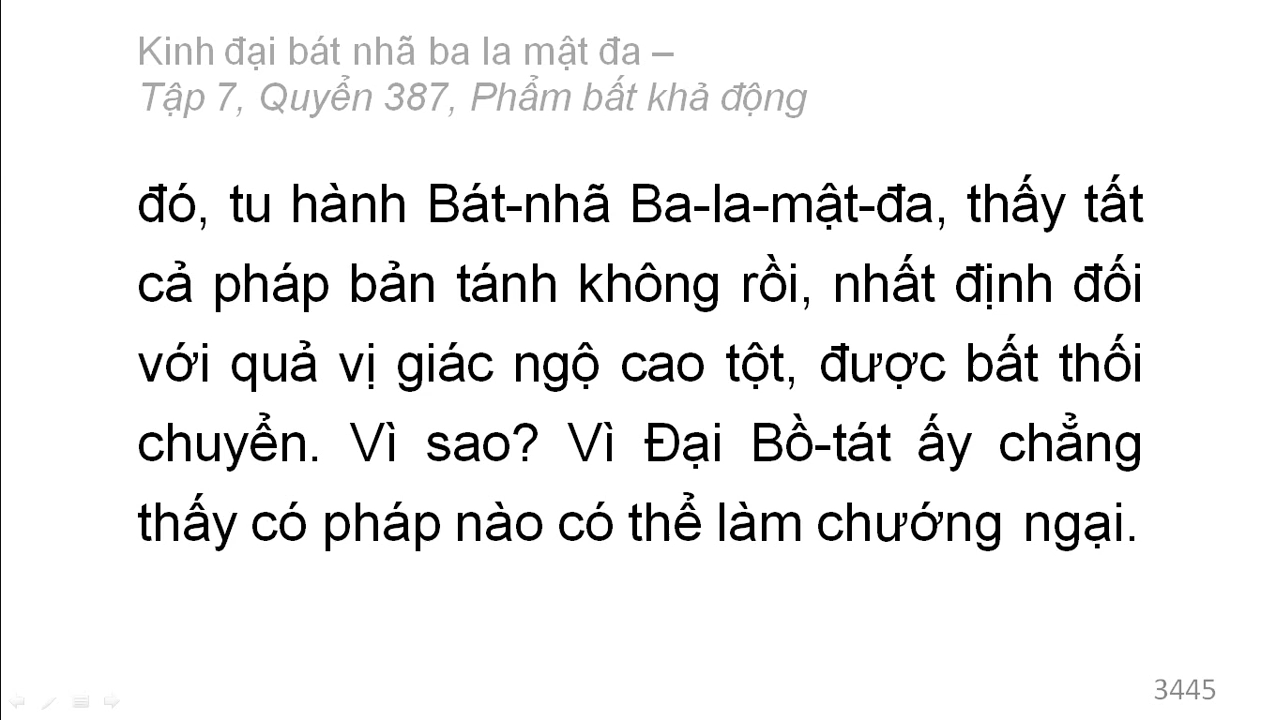 Kinh đại bát nhã ba la mật đa –
Tập 7, Quyển 387, Phẩm bất khả động
đó, tu hành Bát-nhã Ba-la-mật-đa, thấy tất
cả pháp bản tánh không rồi, nhất định đối
với quả vị giác ngộ cao tột, được bất thối
chuyển. Vì sao? Vì Đại Bồ-tát ấy chẳng
thấy có pháp nào có thể làm chướng ngại.
3445